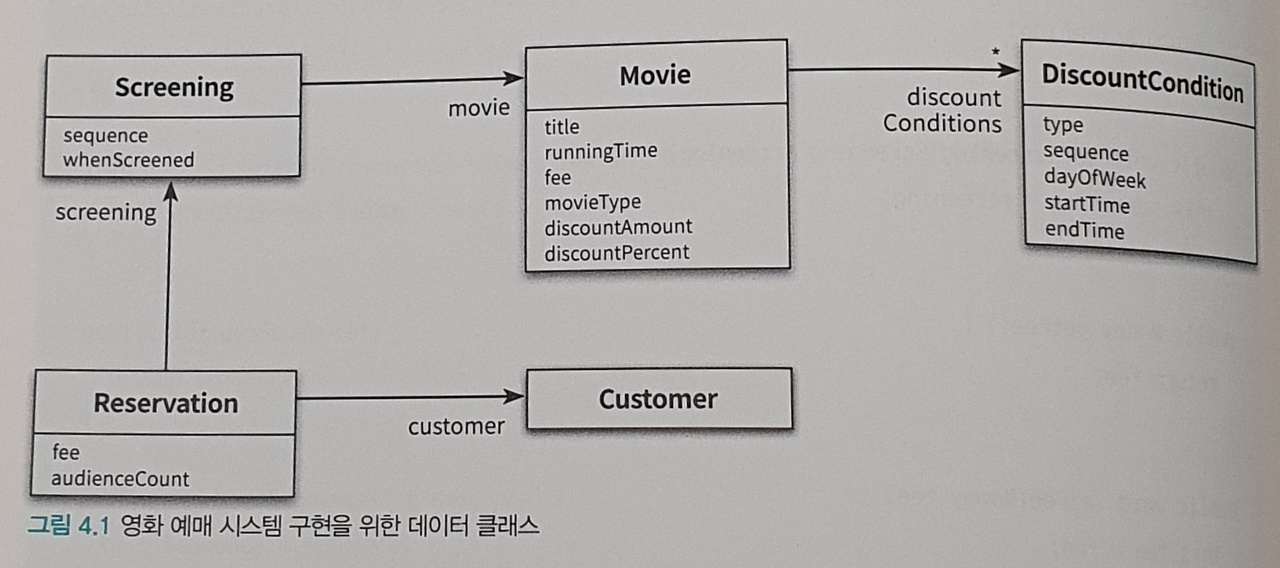 Screening
sequence
whenScreened
movie
Movie
title
runningTime
fee
movieType
discountAmount
discountPercent
*
discount
Conditions
DiscountCondition
type
sequence
dayOfWeek
startTime
endTime
screening
Reservation
fee
audienceCount
customer
Customer
그림 4.1 영화 예매 시스템 구현을 위한 데이터 클래스